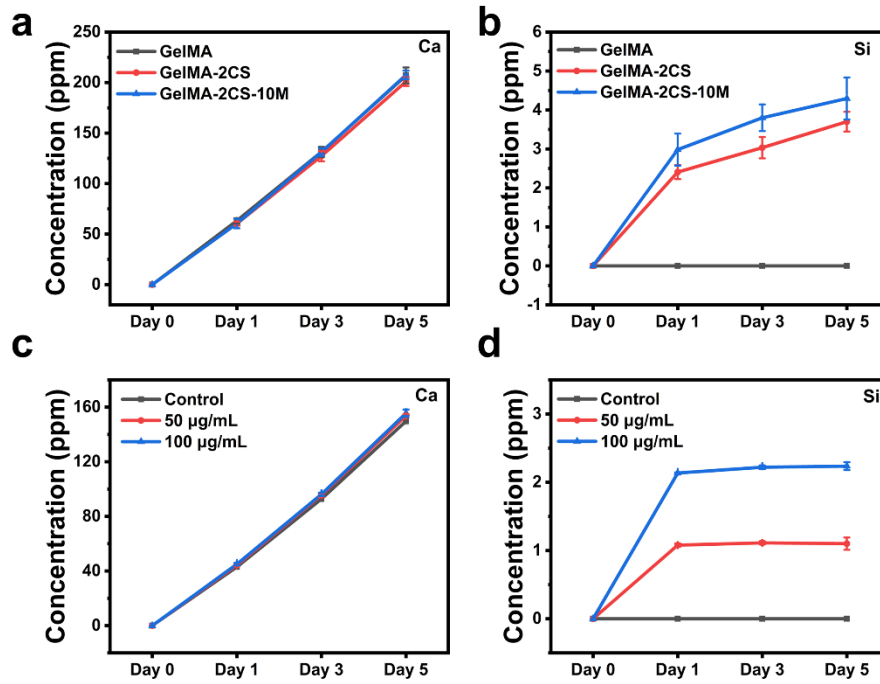 a
Ca
GelMA
GelMA-2CS
GelMA-2CS-10M
Concentration (ppm)
250
200
150
100
50
0
Day 0 Day 1 Day 3 Day 5
b
Si
GelMA
GelMA-2CS
GelMA-2CS-10M
Concentration (ppm)
6
5
4
3
2
1
0
-1
Day 0 Day 1 Day 3 Day 5
c
Ca
Control
50 μg/mL
100 μg/mL
Concentration (ppm)
160
120
80
40
0
Day 0 Day 1 Day 3 Day 5
d
Si
Control
50 μg/mL
100 μg/mL
Concentration (ppm)
3
2
1
0
Day 0 Day 1 Day 3 Day 5